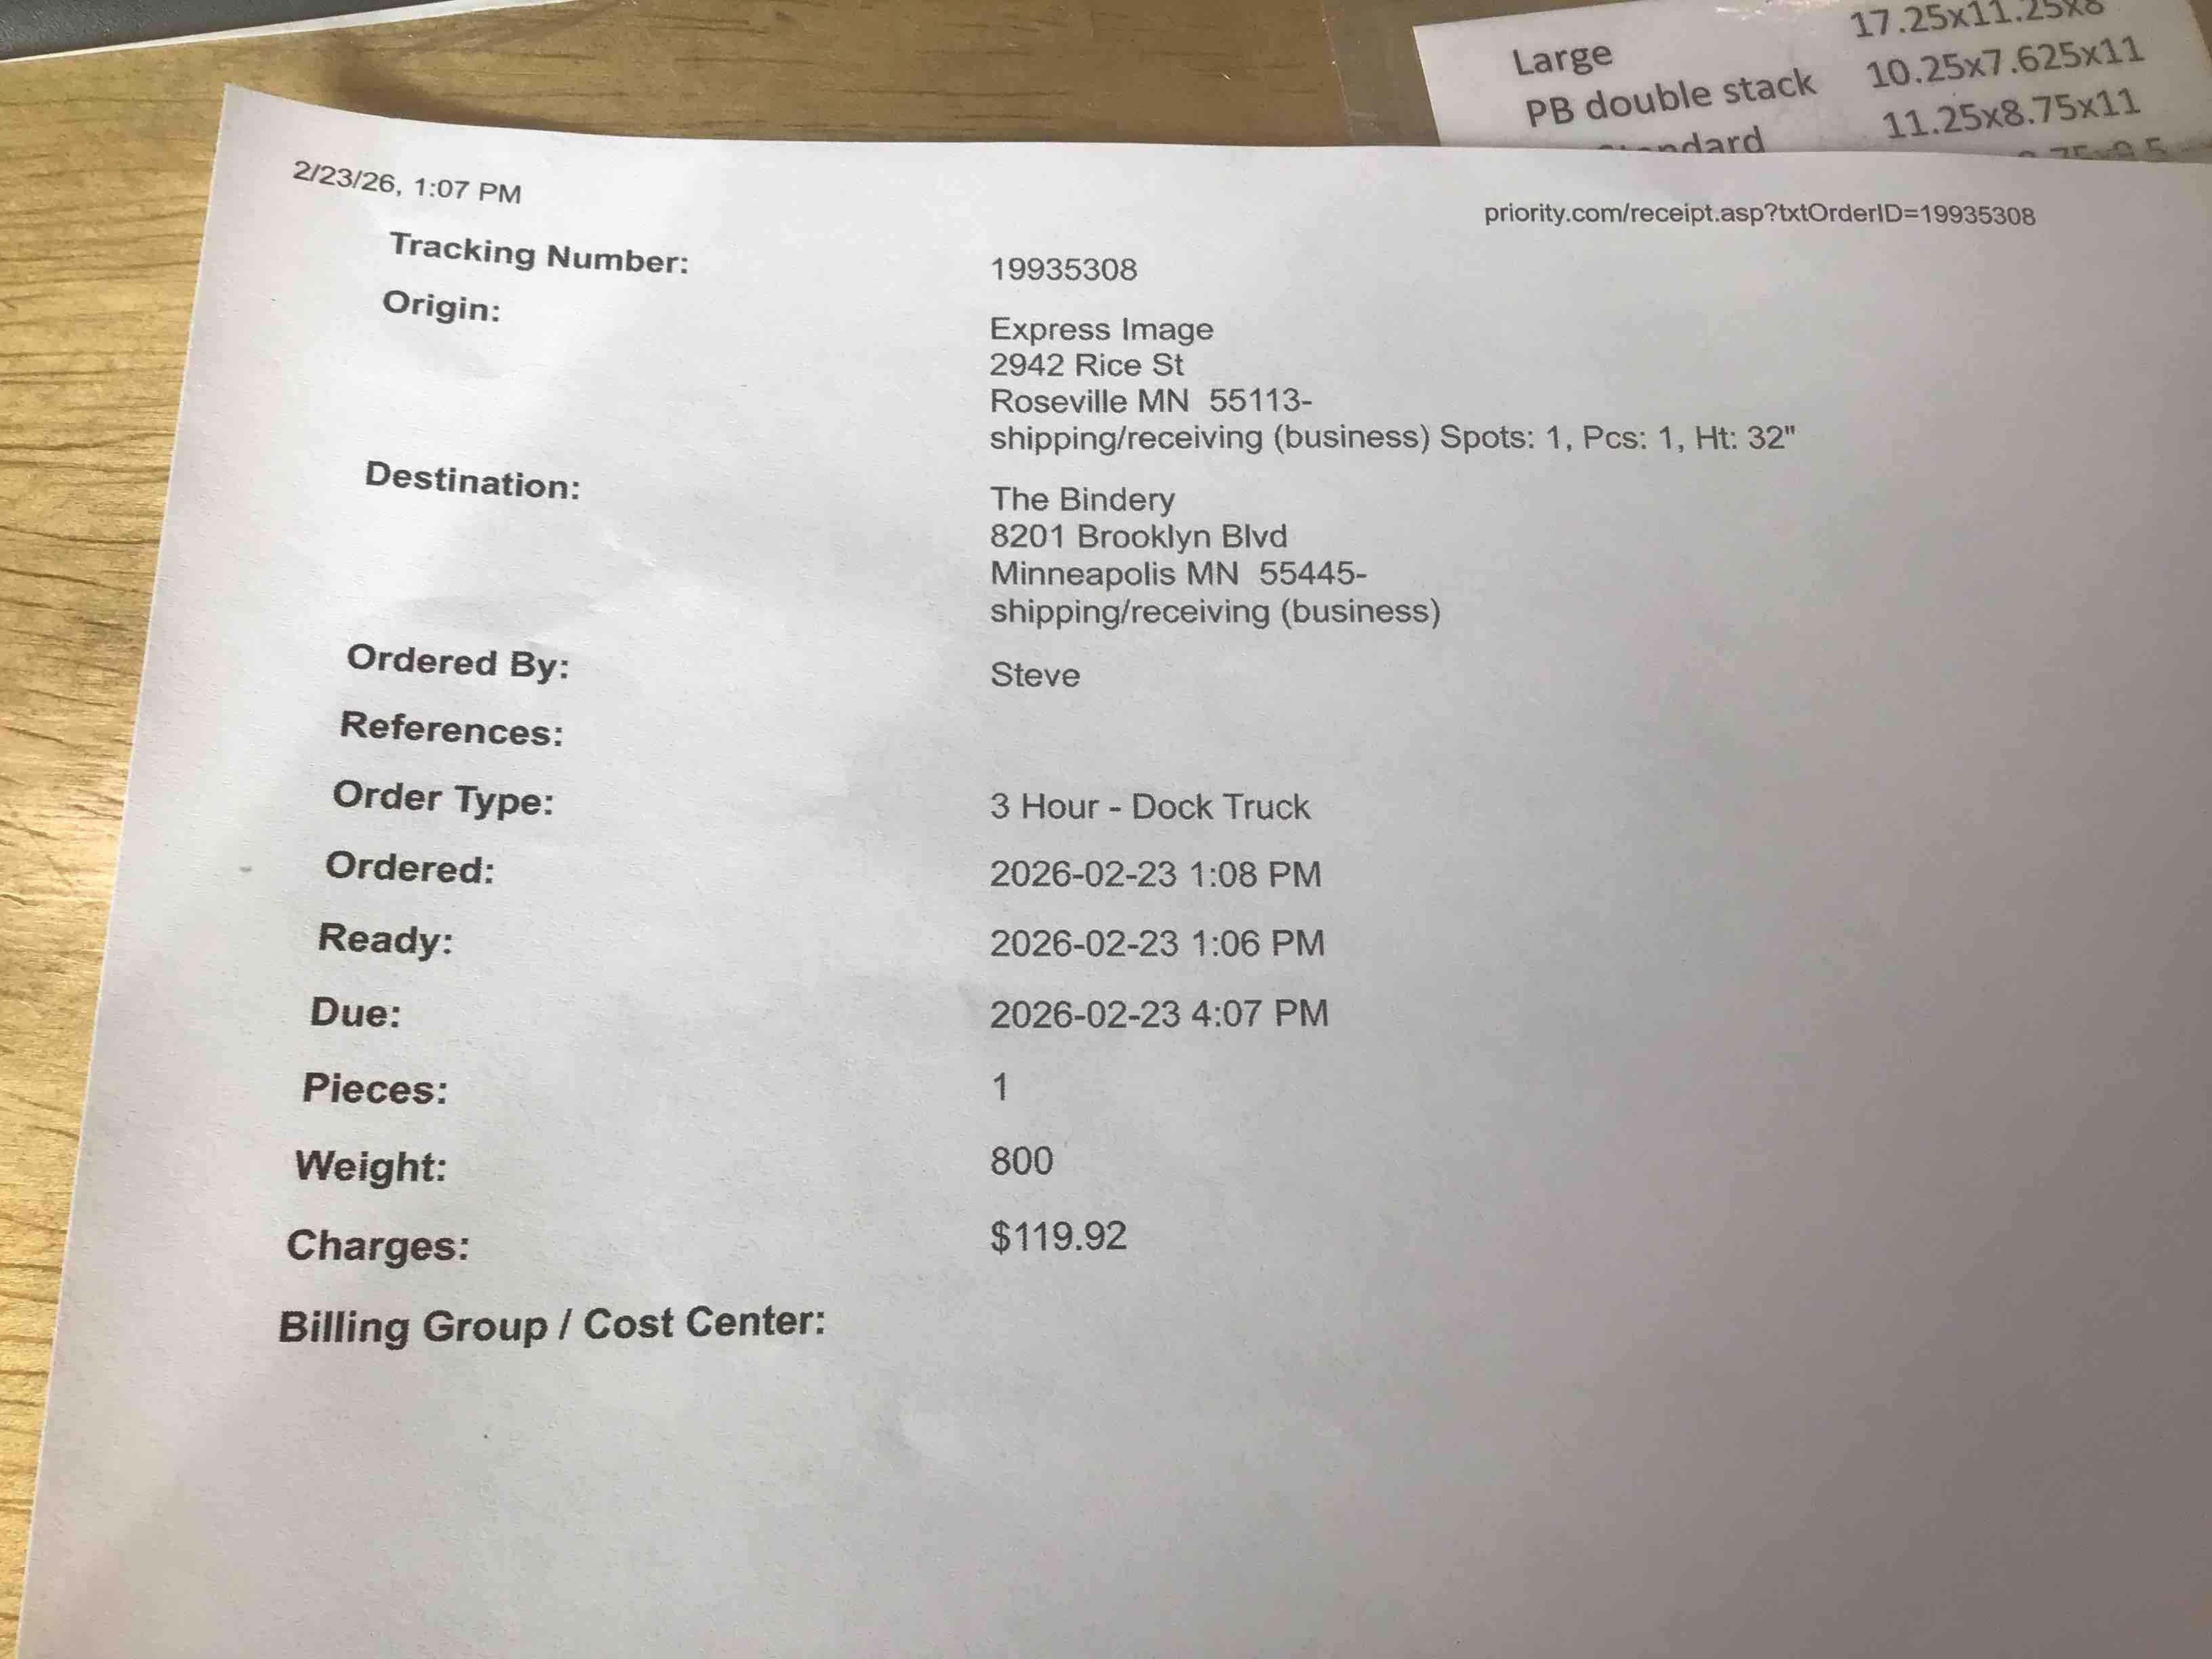 Large 17.25x11.25x8
PB double stack 10.25x7.625x11
11.25x8.75x11
2/23/26, 1:07 PM
priority.com/receipt.asp?txtOrderID=19935308
Tracking Number: 19935308
Origin: Express Image
2942 Rice St
Roseville MN 55113-
shipping/receiving (business) Spots: 1, Pcs: 1, Ht: 32"
Destination: The Bindery
8201 Brooklyn Blvd
Minneapolis MN 55445-
shipping/receiving (business)
Ordered By: Steve
References:
Order Type: 3 Hour - Dock Truck
Ordered: 2026-02-23 1:08 PM
Ready: 2026-02-23 1:06 PM
Due: 2026-02-23 4:07 PM
Pieces: 1
Weight: 800
Charges: $119.92
Billing Group / Cost Center: